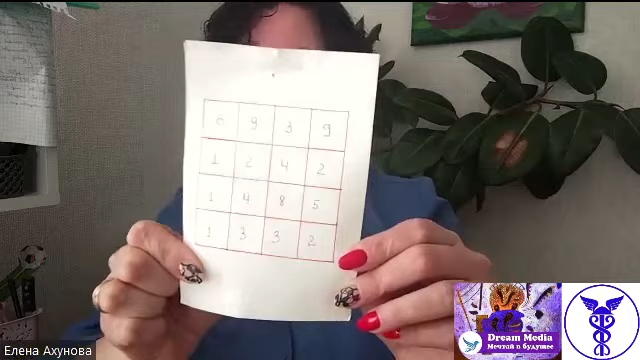 6 9 3 9
1 2 4 2
1 4 8 5
1 3 3 2
Елена Ахунова
Dream Media
Мечтай в будущее